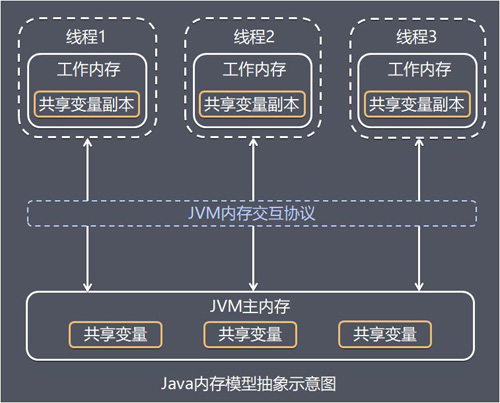 线程1
线程2
线程3
工作内存
工作内存
工作内存
共享变量副本
共享变量副本
共享变量副本
JVM内存交互协议
JVM主内存
共享变量
共享变量
共享变量
Java内存模型抽象示意图